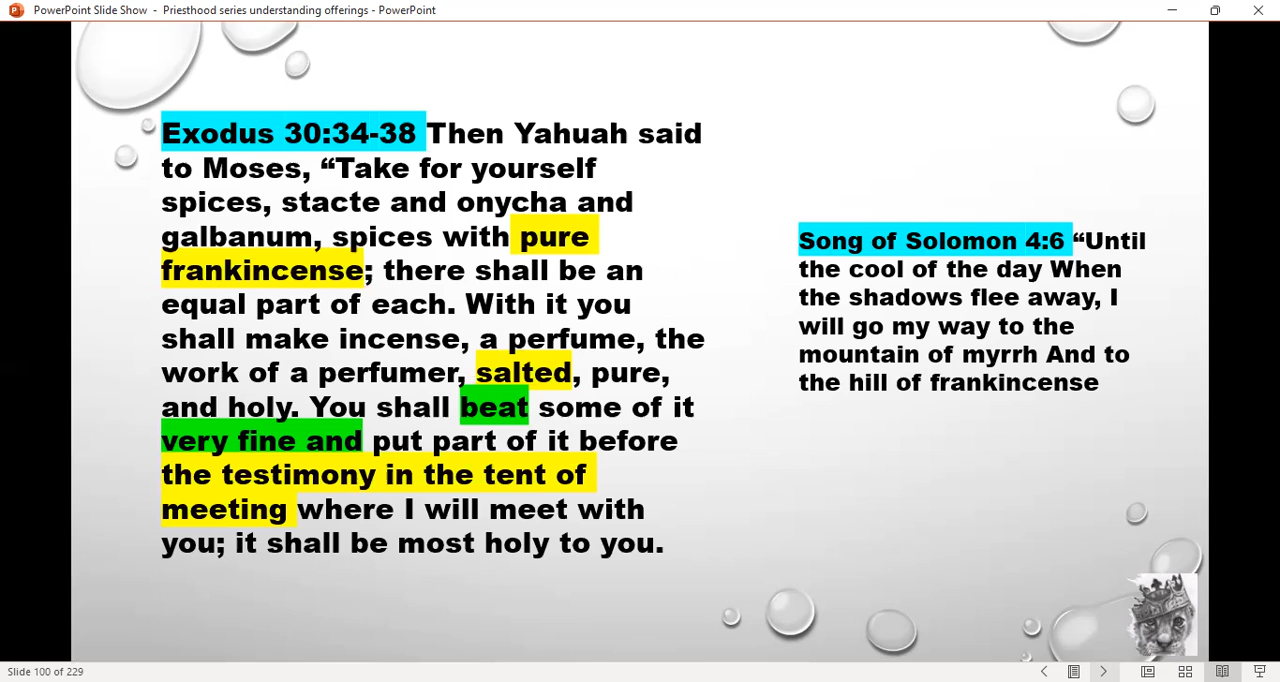 PowerPoint Slide Show - Priesthood series understanding offerings - PowerPoint
Exodus 30:34-38 Then Yahuah said
to Moses, “Take for yourself
spices, stacte and onycha and
galbanum, spices with pure
frankincense; there shall be an
equal part of each. With it you
shall make incense, a perfume, the
work of a perfumer, salted, pure,
and holy. You shall beat some of it
very fine and put part of it before
the testimony in the tent of
meeting where I will meet with
you; it shall be most holy to you.
Song of Solomon 4:6 “Until
the cool of the day When
the shadows flee away, I
will go my way to the
mountain of myrrh And to
the hill of frankincense
Slide 100 of 229